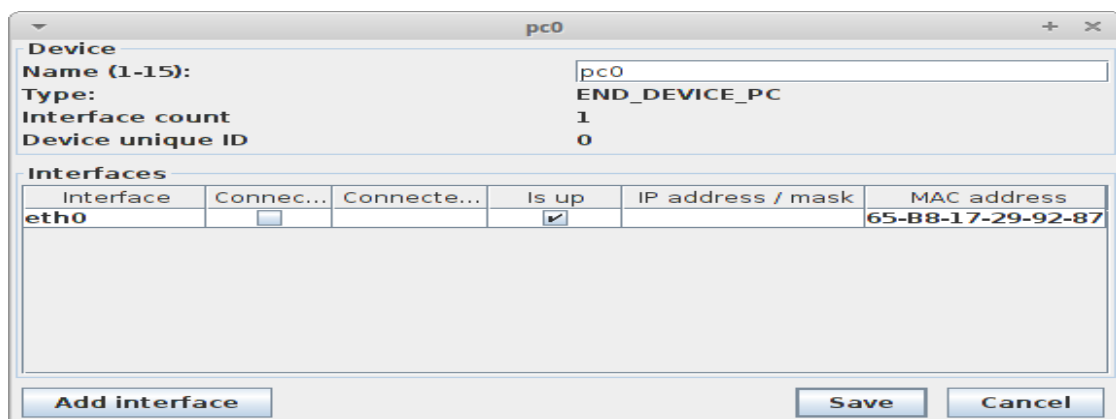 pc0
Device
Name (1-15): pc0
Type: END_DEVICE_PC
Interface count 1
Device unique ID 0
Interfaces
Interface Connec... Connecte... Is up IP address / mask MAC address
eth0 65-B8-17-29-92-87
Add interface Save Cancel